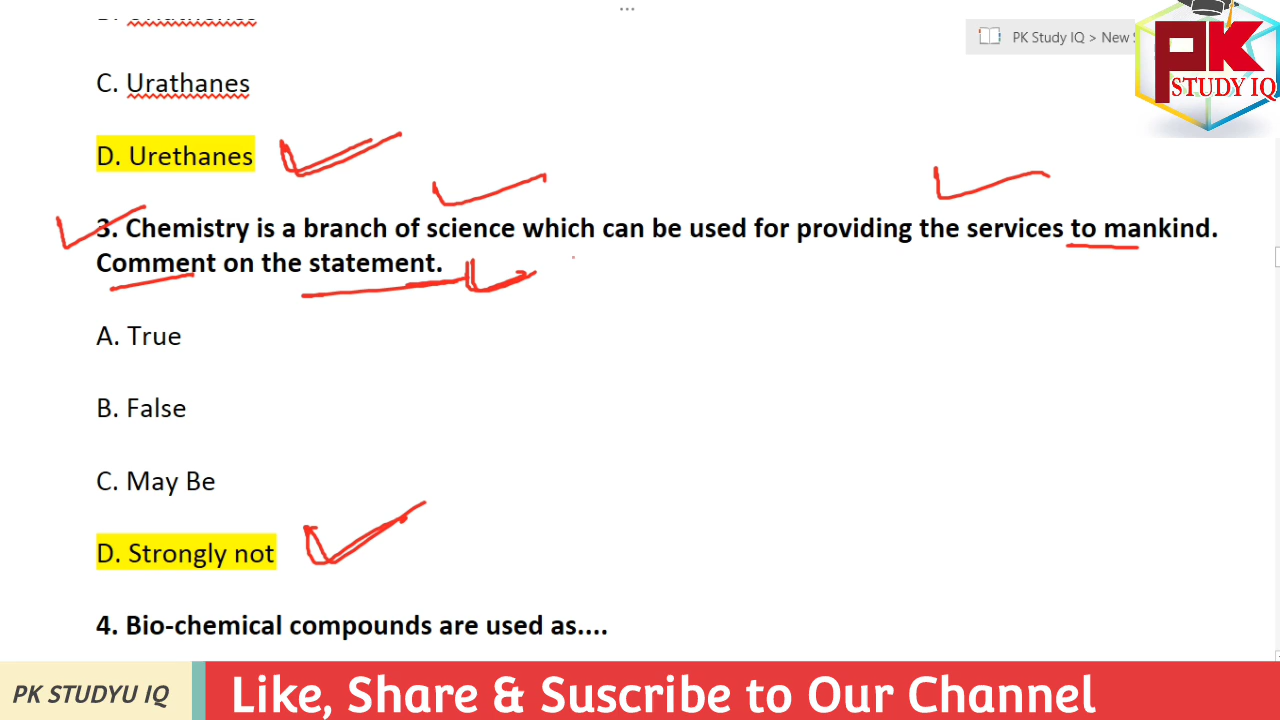 PK Study IQ > New
PK
STUDY IQ
C. Urathanes
D. Urethanes
3. Chemistry is a branch of science which can be used for providing the services to mankind.
Comment on the statement.
A. True
B. False
C. May Be
D. Strongly not
4. Bio-chemical compounds are used as....
PK STUDYU IQ
Like, Share & Suscribe to Our Channel